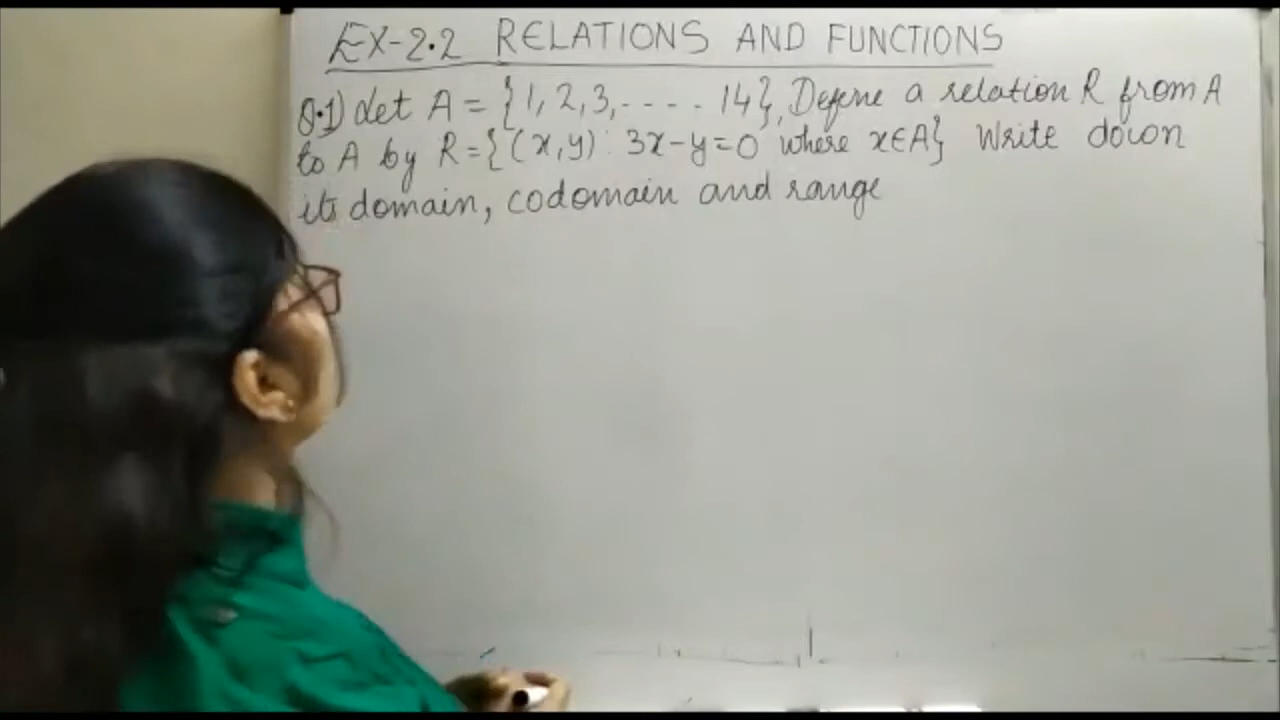 EX-2.2 RELATIONS AND FUNCTIONS
Q.1) Let A = {1, 2, 3, ---- 14}, Define a relation R from A
to A by R = {(x, y) : 3x - y = 0 where x ∈ A} Write down
its domain, codomain and range